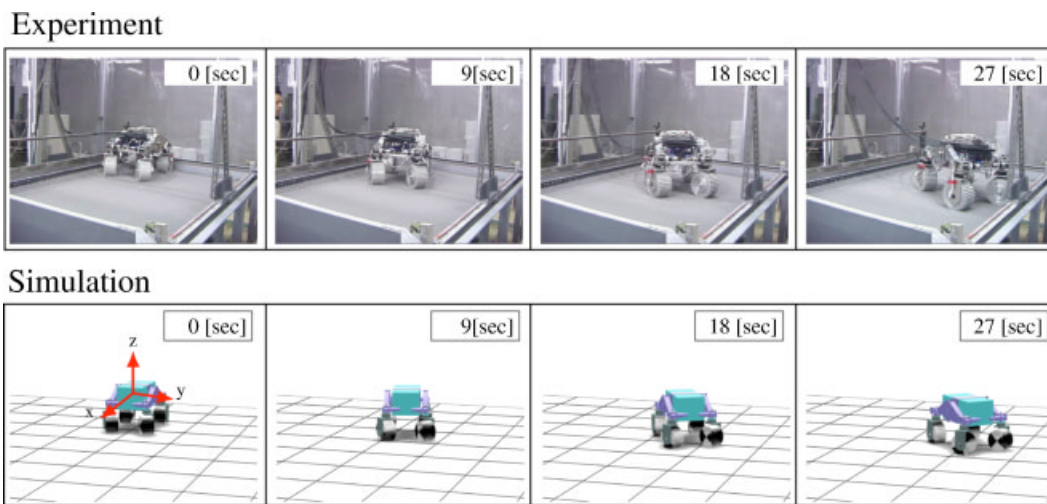 Experiment
0 [sec]
9[sec]
18 [sec]
27 [sec]
Simulation
0 [sec]
9[sec]
18 [sec]
27 [sec]
z
y
x